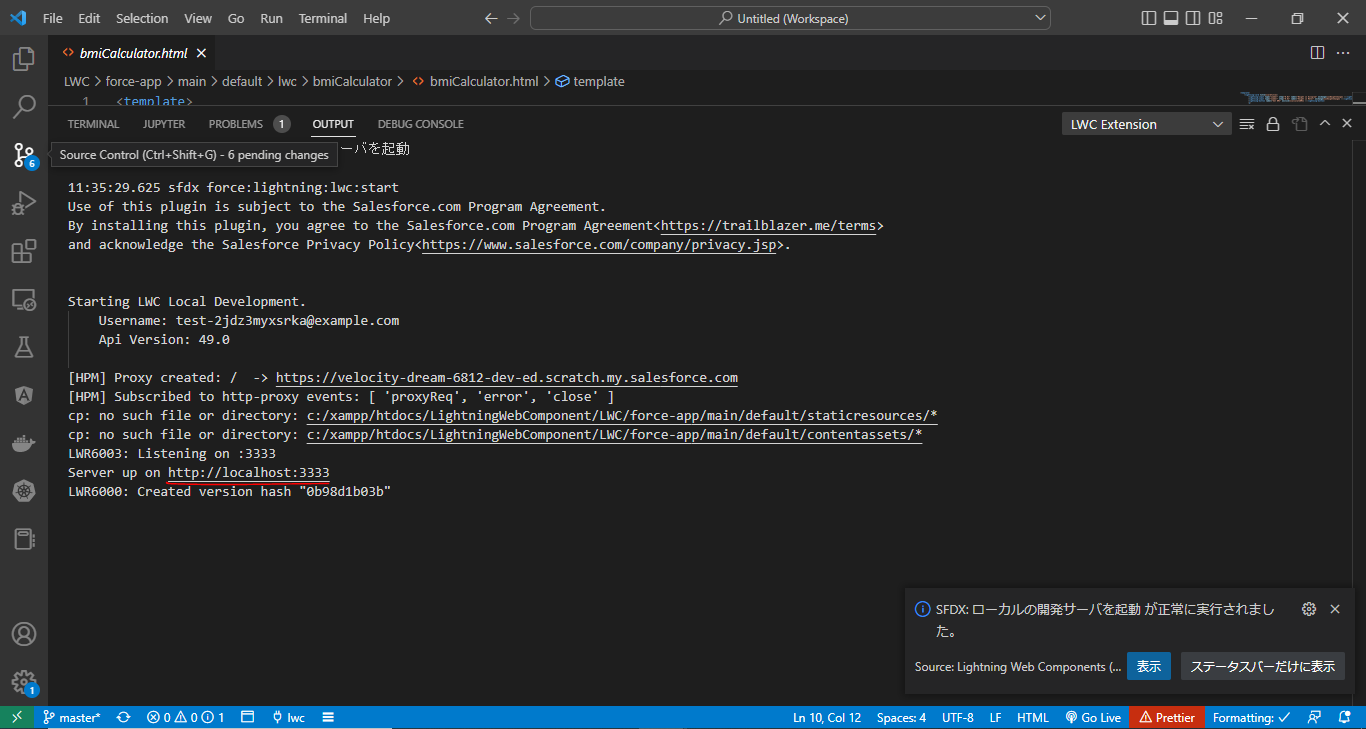 File Edit Selection View Go Run Terminal Help
Untitled (Workspace)
bmiCalculator.html
LWC > force-app > main > default > lwc > bmiCalculator > bmiCalculator.html > template
1 <template>
TERMINAL JUPYTER PROBLEMS 1 OUTPUT DEBUG CONSOLE
LWC Extension
ーバを起動
Source Control (Ctrl+Shift+G) - 6 pending changes
6
11:35:29.625 sfdx force:lightning:lwc:start
Use of this plugin is subject to the Salesforce.com Program Agreement.
By installing this plugin, you agree to the Salesforce.com Program Agreement<https://trailblazer.me/terms>
and acknowledge the Salesforce Privacy Policy<https://www.salesforce.com/company/privacy.jsp>.
Starting LWC Local Development.
Username: test-2jdz3myxsrka@example.com
Api Version: 49.0
[HPM] Proxy created: / -> https://velocity-dream-6812-dev-ed.scratch.my.salesforce.com
[HPM] Subscribed to http-proxy events: [ 'proxyReq', 'error', 'close' ]
cp: no such file or directory: c:/xampp/htdocs/LightningWebComponent/LWC/force-app/main/default/staticresources/*
cp: no such file or directory: c:/xampp/htdocs/LightningWebComponent/LWC/force-app/main/default/contentassets/*
LWR6003: Listening on :3333
Server up on http://localhost:3333
LWR6000: Created version hash "0b98d1b03b"
SFDX: ローカルの開発サーバを起動 が正常に実行されまし
た。
Source: Lightning Web Components (...
表示
ステータスバーだけに表示
1
master* 0 0 1 lwc
Ln 10, Col 12 Spaces: 4 UTF-8 LF HTML Go Live Prettier Formatting: ✓